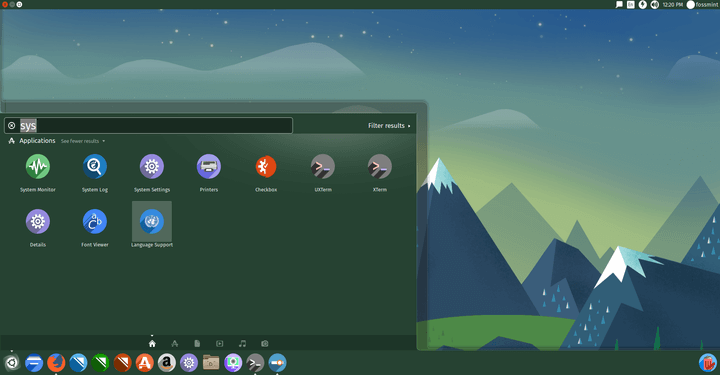 12:20 PM fossmint
sys
Filter results
Applications See fewer results
System Monitor System Log System Settings Printers Checkbox UXTerm XTerm
Details Font Viewer Language Support